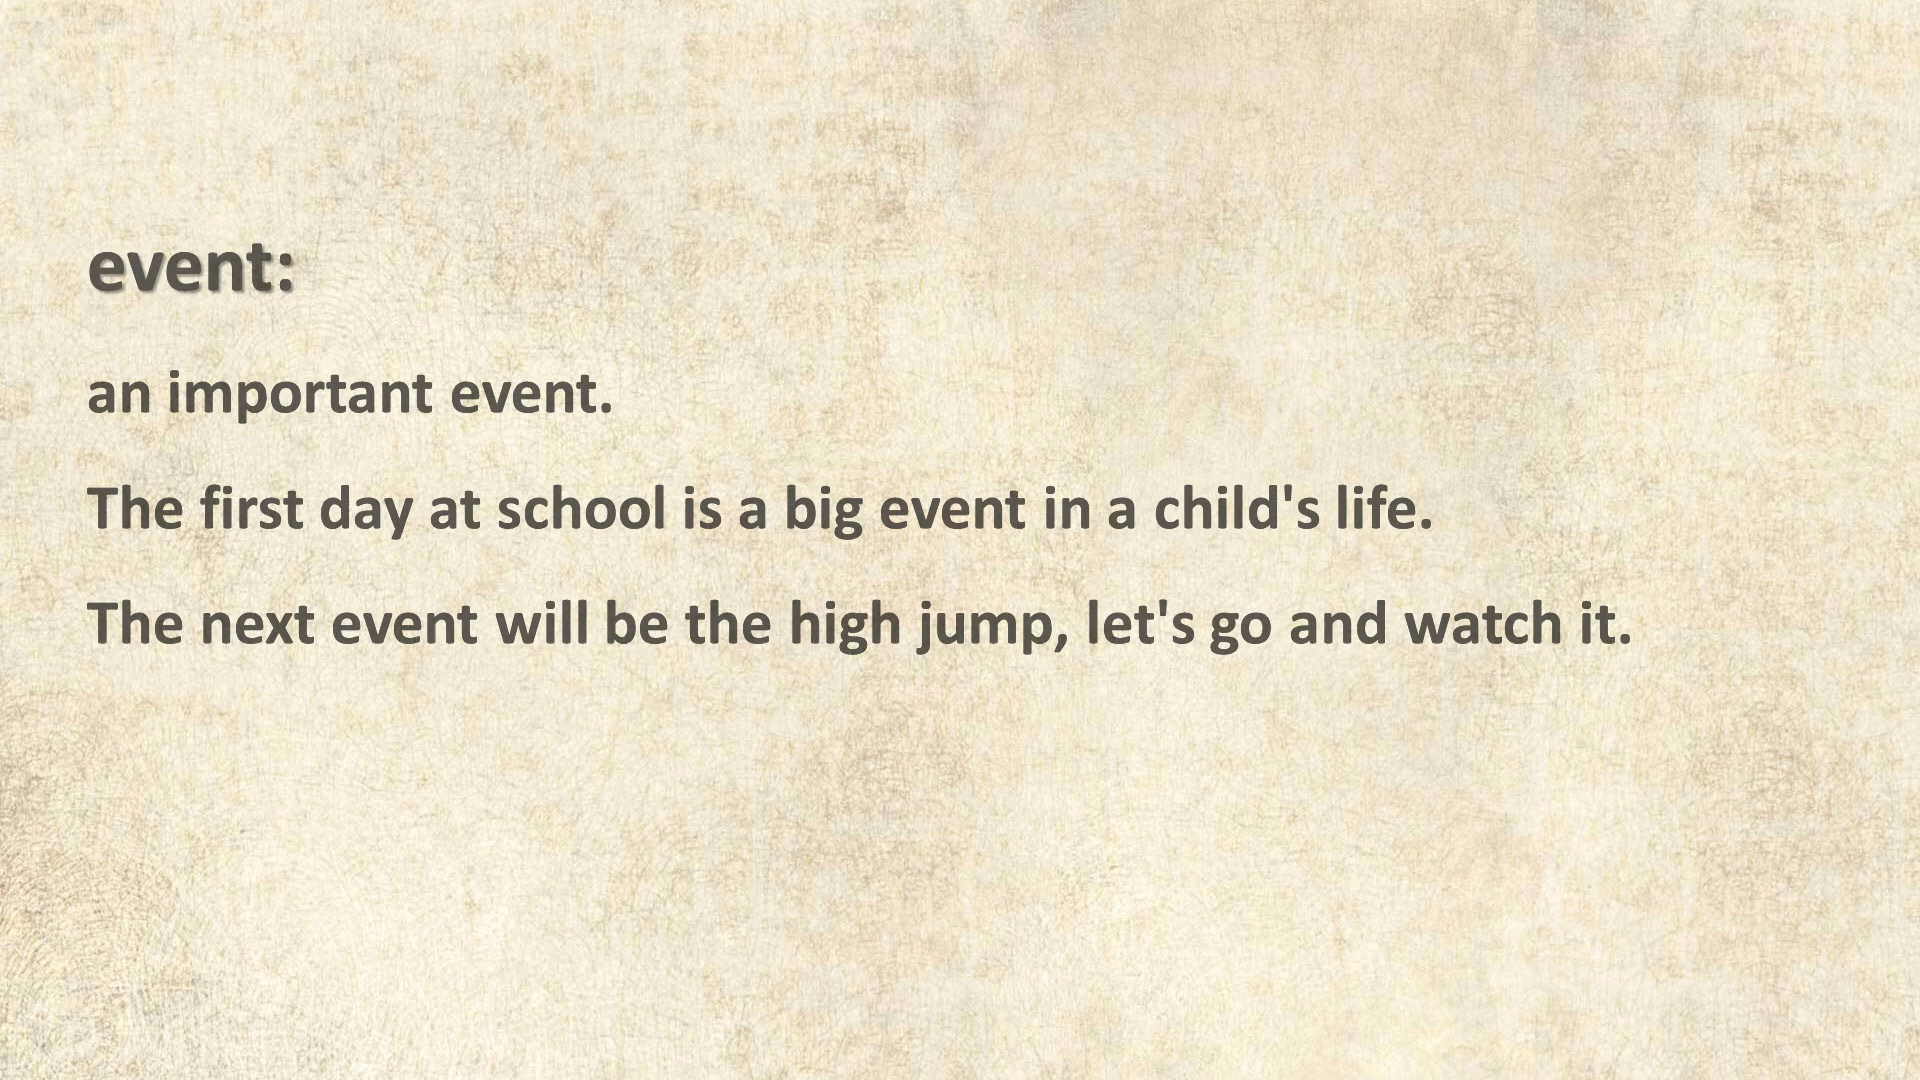 event:
an important event.
The first day at school is a big event in a child's life.
The next event will be the high jump, let's go and watch it.